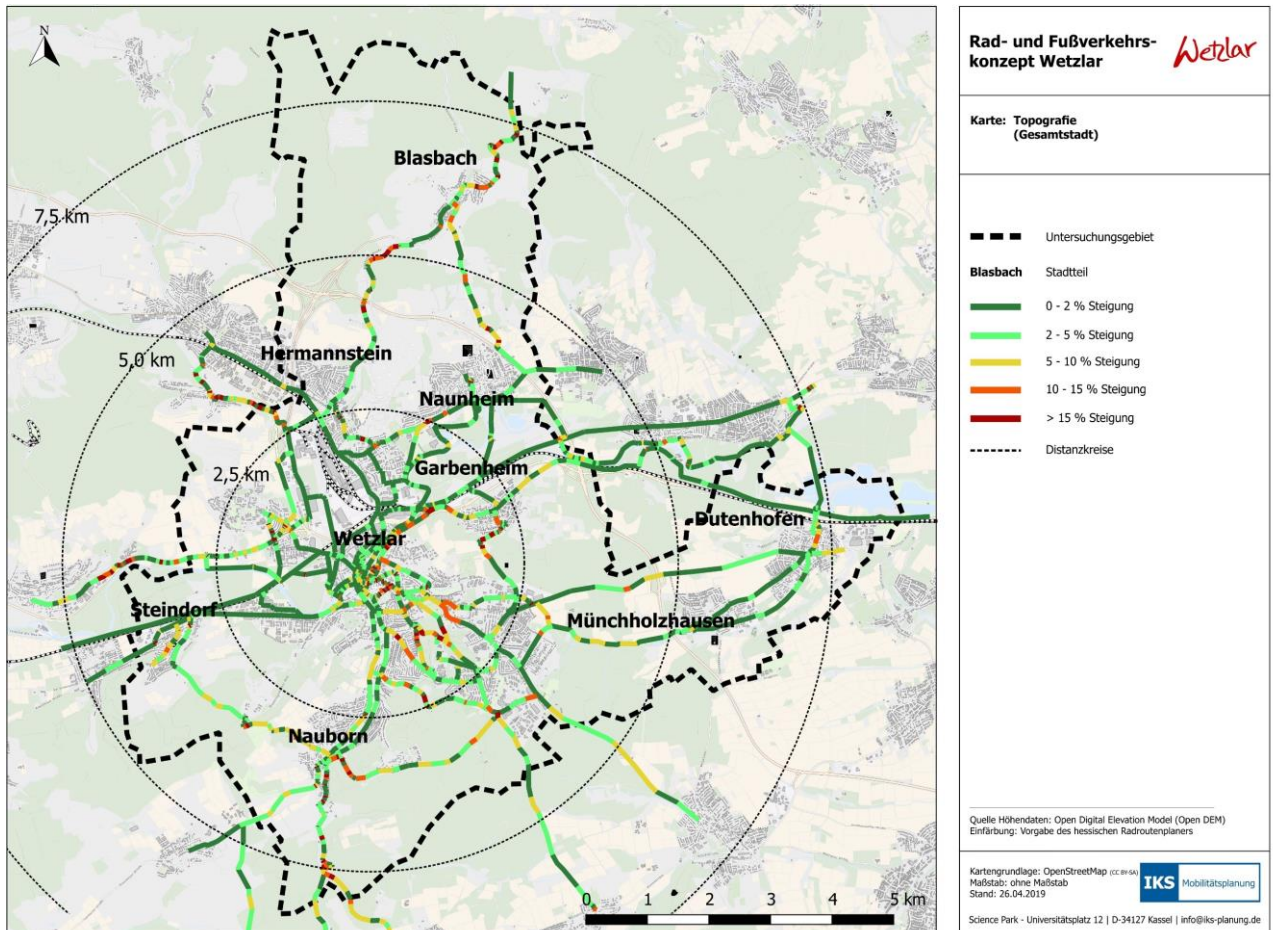 N
Blasbach
7,5 km
Hermannstein
5,0 km
Naunheim
Garbenheim
2,5 km
Dutenhofen
Wetzlar
Steindorf
Münchholzhausen
Nauborn
0 1 2 3 4 5 km
Rad- und Fußverkehrs-
konzept Wetzlar
Wetzlar
Karte: Topografie
(Gesamtstadt)
Untersuchungsgebiet
Blasbach Stadtteil
0 - 2 % Steigung
2 - 5 % Steigung
5 - 10 % Steigung
10 - 15 % Steigung
> 15 % Steigung
Distanzkreise
Quelle Höhendaten: Open Digital Elevation Model (Open DEM)
Einfärbung: Vorgabe des hessischen Radroutenplaners
Kartengrundlage: OpenStreetMap (CC BY-SA)
Maßstab: ohne Maßstab
Stand: 26.04.2019
IKS Mobilitätsplanung
Science Park - Universitätsplatz 12 | D-34127 Kassel | info@iks-planung.de